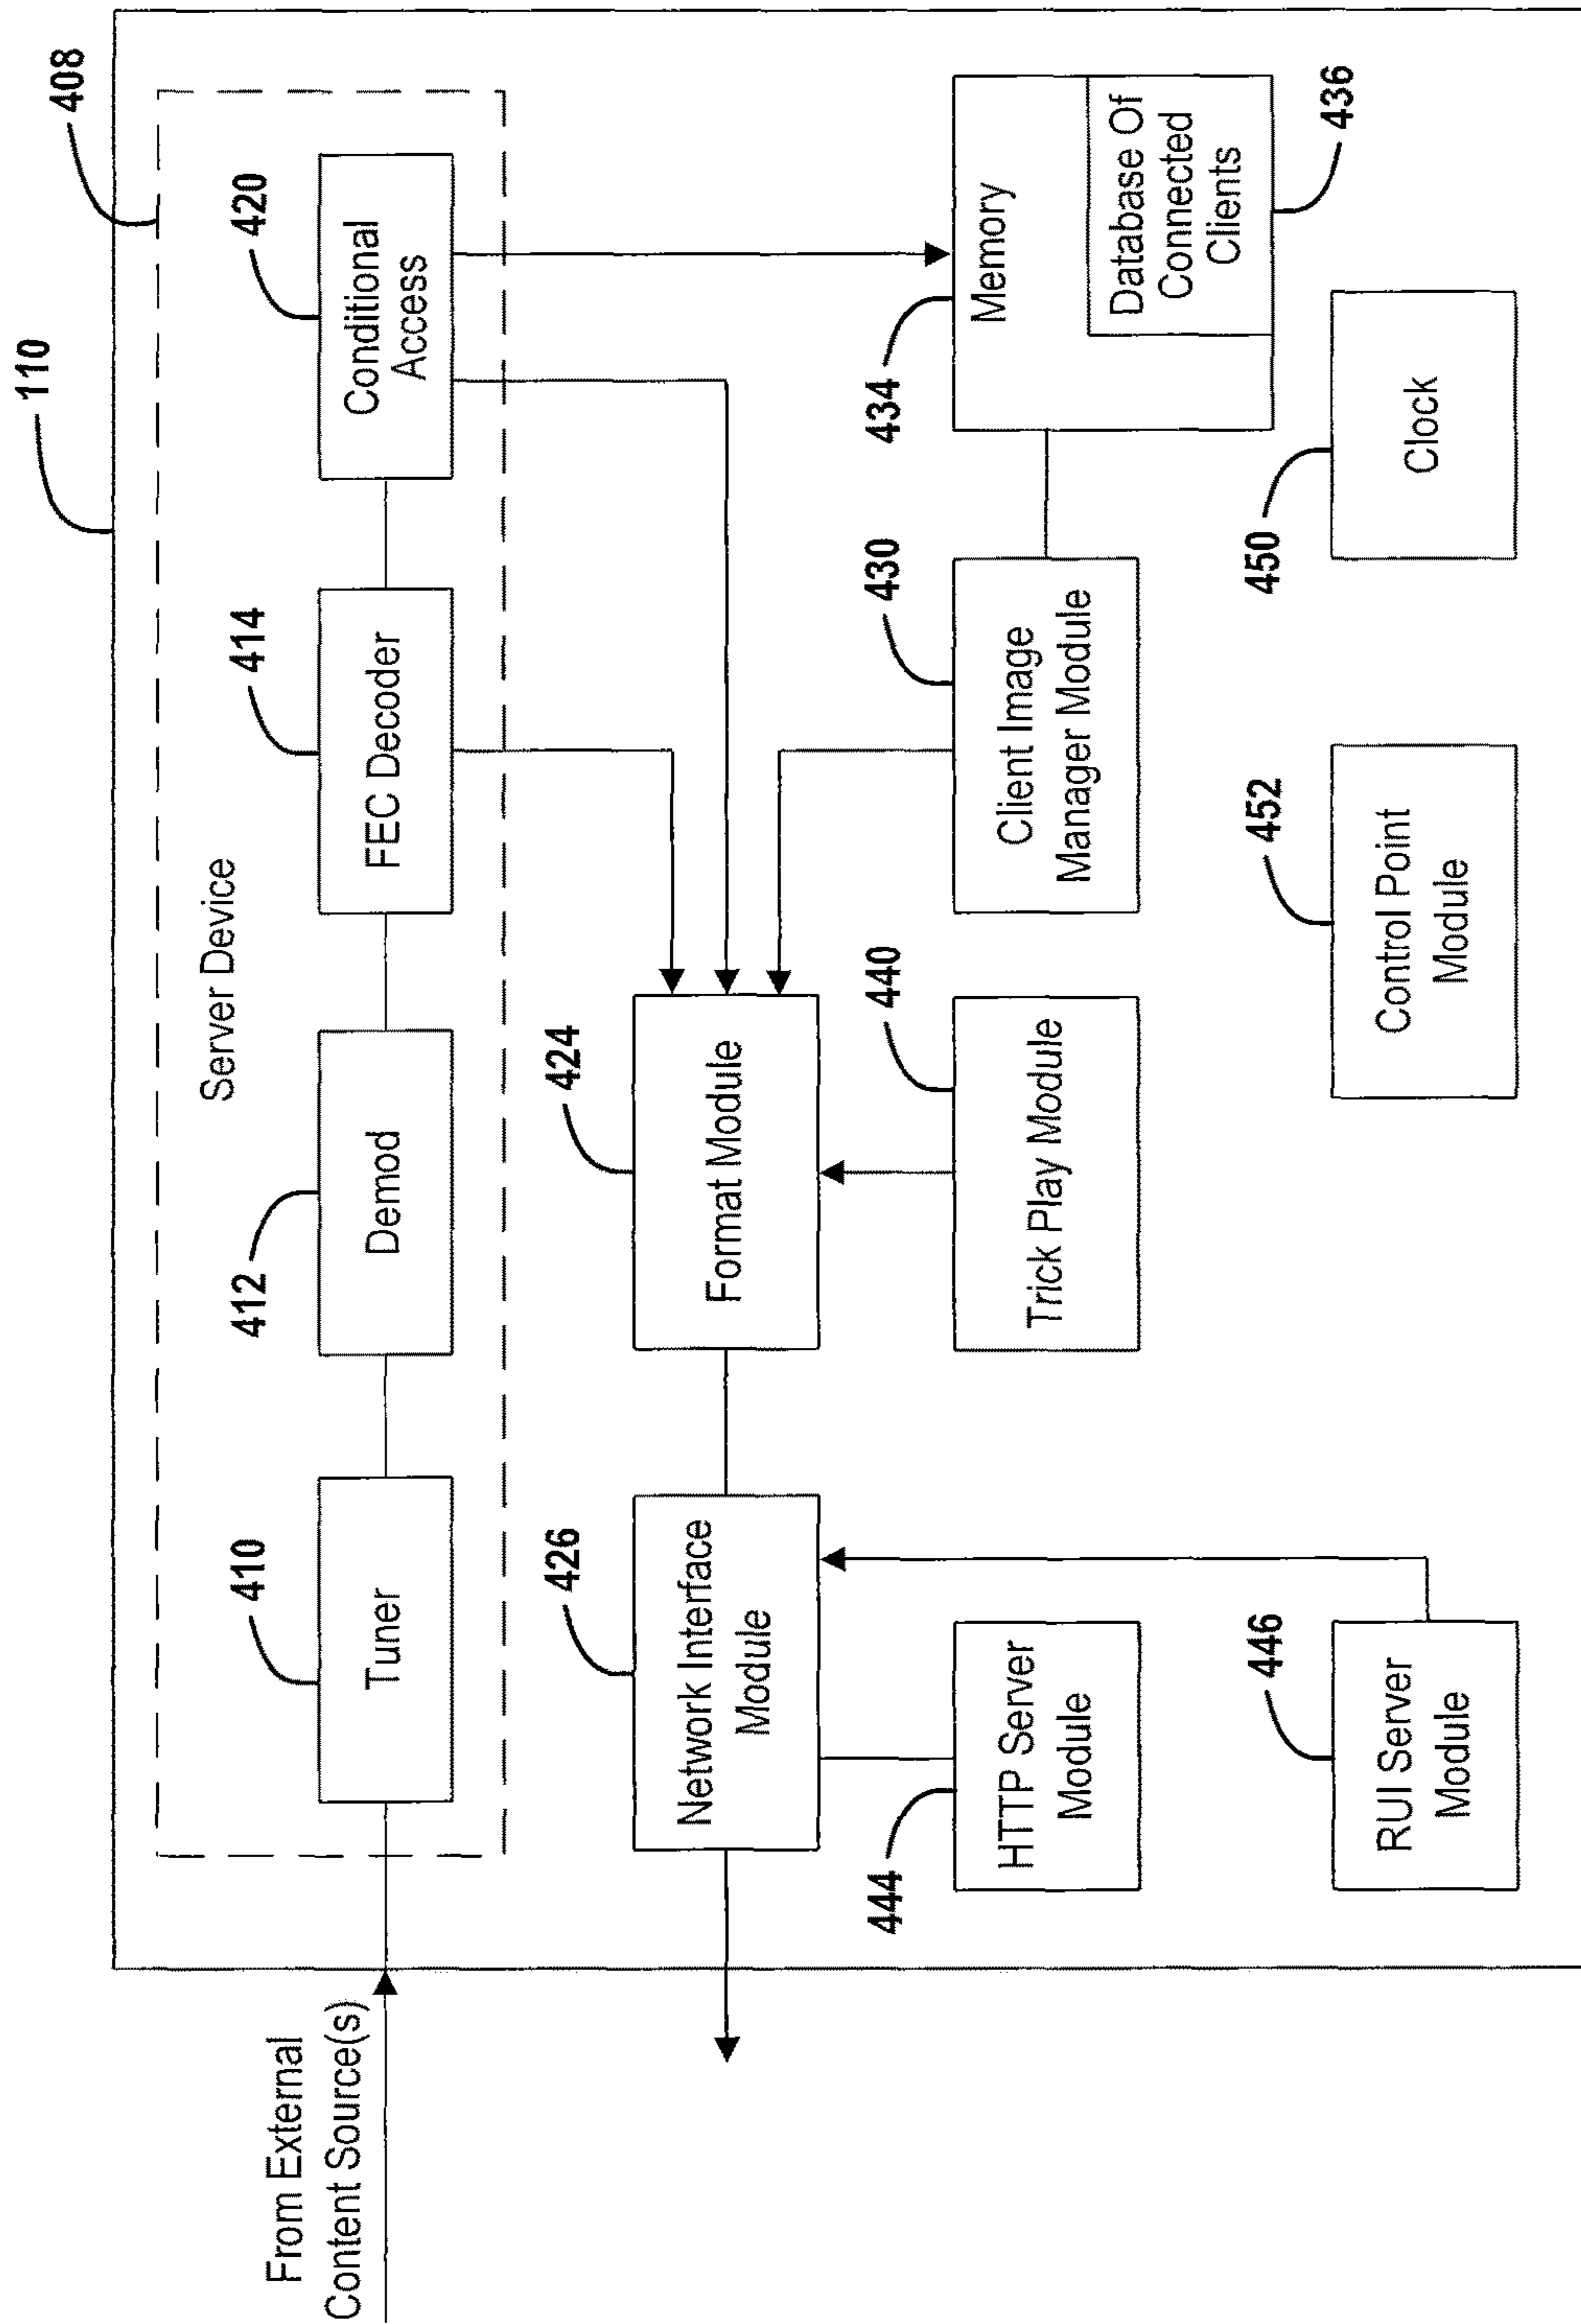 110
408
Server Device
From External
Content Source(s)
410
Tuner
412
Demod
414
FEC Decoder
420
Conditional
Access
426
Network Interface
Module
424
Format Module
444
HTTP Server
Module
440
Trick Play Module
430
Client Image
Manager Module
434
Memory
Database Of
Connected
Clients
436
446
RUI Server
Module
452
Control Point
Module
450
Clock